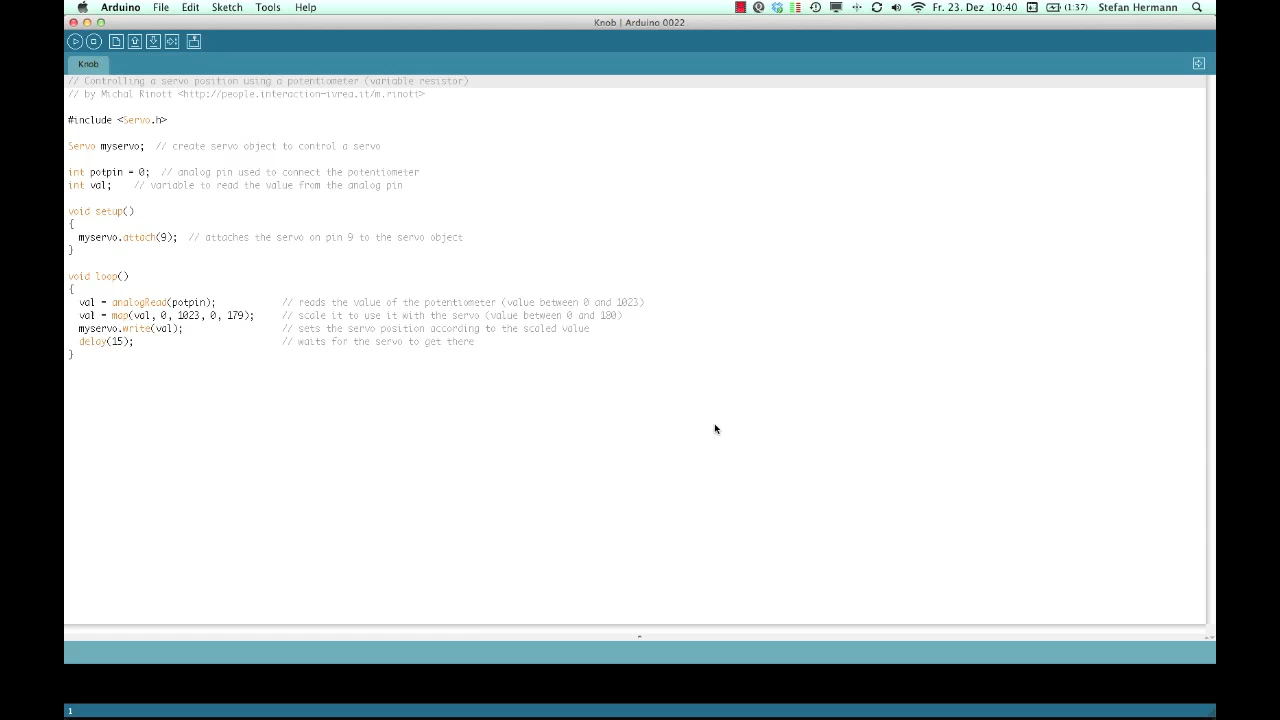 Arduino File Edit Sketch Tools Help Fr. 23. Dez 10:40 (1:37) Stefan Hermann
Knob | Arduino 0022
Knob
// Controlling a servo position using a potentiometer (variable resistor)
// by Michal Rinott <http://people.interaction-ivrea.it/m.rinott>
#include <Servo.h>
Servo myservo;  // create servo object to control a servo
int potpin = 0;  // analog pin used to connect the potentiometer
int val;    // variable to read the value from the analog pin
void setup()
{
  myservo.attach(9);  // attaches the servo on pin 9 to the servo object
}
void loop()
{
  val = analogRead(potpin);            // reads the value of the potentiometer (value between 0 and 1023)
  val = map(val, 0, 1023, 0, 179);     // scale it to use it with the servo (value between 0 and 180)
  myservo.write(val);                  // sets the servo position according to the scaled value
  delay(15);                           // waits for the servo to get there
}
1